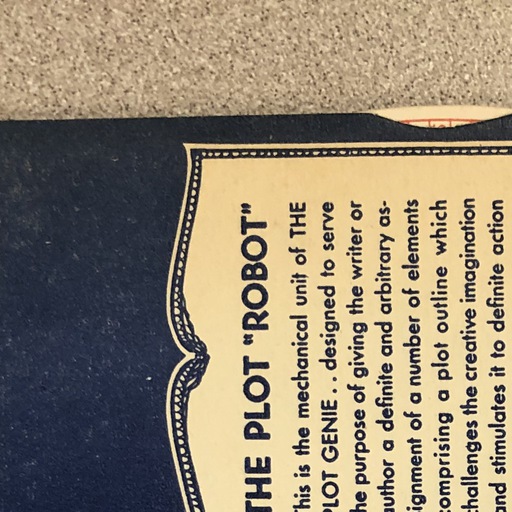 THE PLOT "ROBOT"
This is the mechanical unit of THE
PLOT GENIE . . designed to serve
the purpose of giving the writer or
author a definite and arbitrary as-
signment of a number of elements
comprising a plot outline which
challenges the creative imagination
and stimulates it to definite action